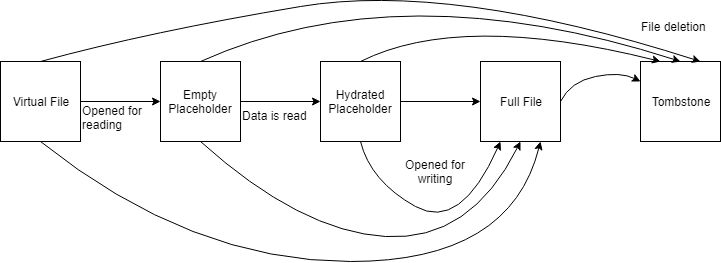 File deletion
Virtual File
Opened for
reading
Empty
Placeholder
Data is read
Hydrated
Placeholder
Opened for
writing
Full File
Tombstone